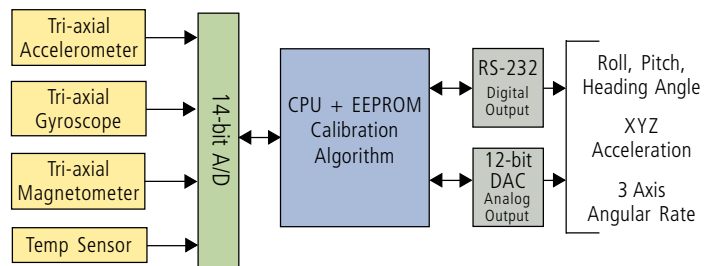 Tri-axial
Accelerometer
Tri-axial
Gyroscope
Tri-axial
Magnetometer
Temp Sensor
14-bit A/D
CPU + EEPROM
Calibration
Algorithm
RS-232
Digital
Output
12-bit
DAC
Analog
Output
Roll, Pitch,
Heading Angle
XYZ
Acceleration
3 Axis
Angular Rate